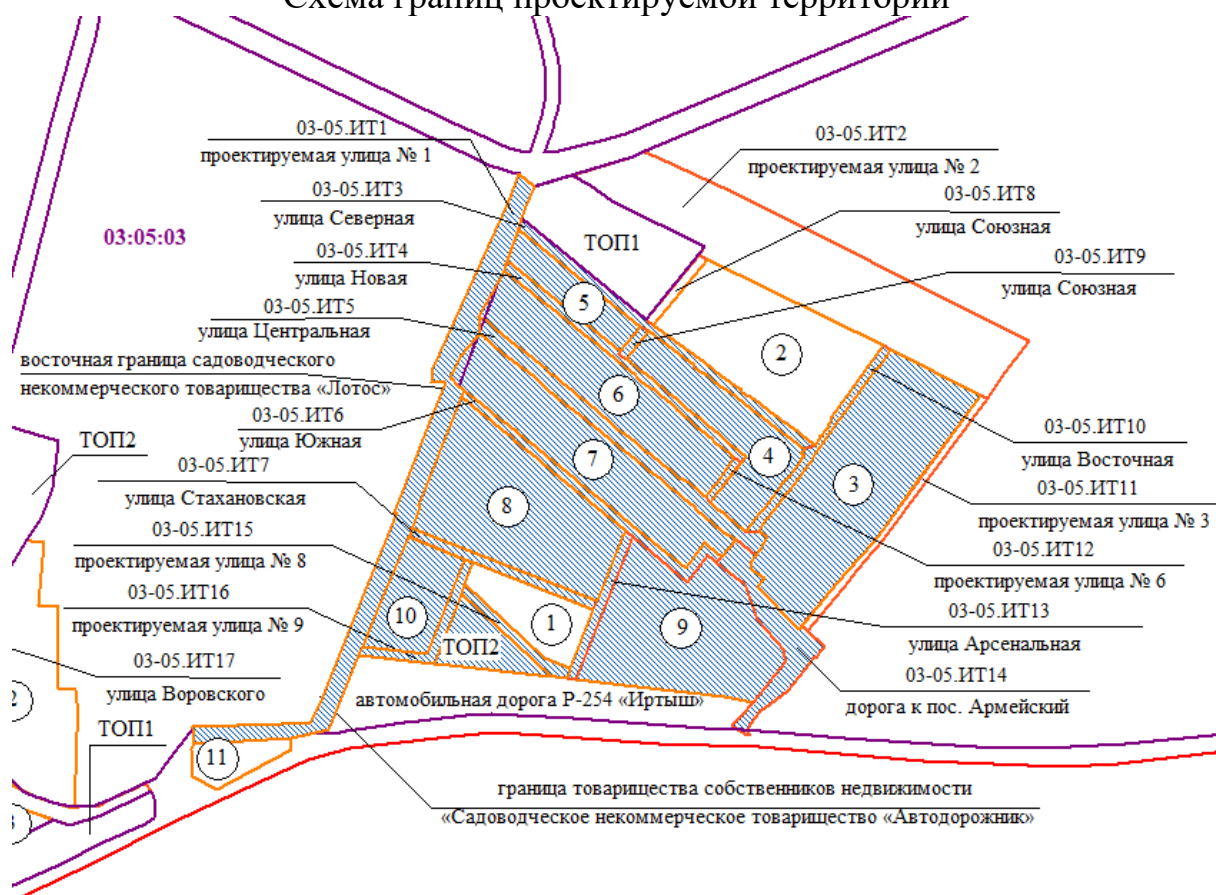 Схема границ проектируемой территории
03-05.ИТ1
проектируемая улица № 1
03-05.ИТ2
проектируемая улица № 2
03-05.ИТ3
улица Северная
03-05.ИТ8
улица Союзная
03:05:03
ТОП1
03-05.ИТ4
улица Новая
03-05.ИТ9
улица Союзная
03-05.ИТ5
улица Центральная
5
2
восточная граница садоводческого
некоммерческого товарищества «Лотос»
6
03-05.ИТ6
улица Южная
ТОП2
03-05.ИТ10
улица Восточная
7
4
3
03-05.ИТ7
улица Стахановская
03-05.ИТ11
проектируемая улица № 3
8
03-05.ИТ15
проектируемая улица № 8
03-05.ИТ12
проектируемая улица № 6
03-05.ИТ16
проектируемая улица № 9
10
1
9
03-05.ИТ13
улица Арсенальная
ТОП2
03-05.ИТ17
улица Воровского
03-05.ИТ14
дорога к пос. Армейский
автомобильная дорога Р-254 «Иртыш»
ТОП1
11
граница товарищества собственников недвижимости
«Садоводческое некоммерческое товарищество «Автодорожник»